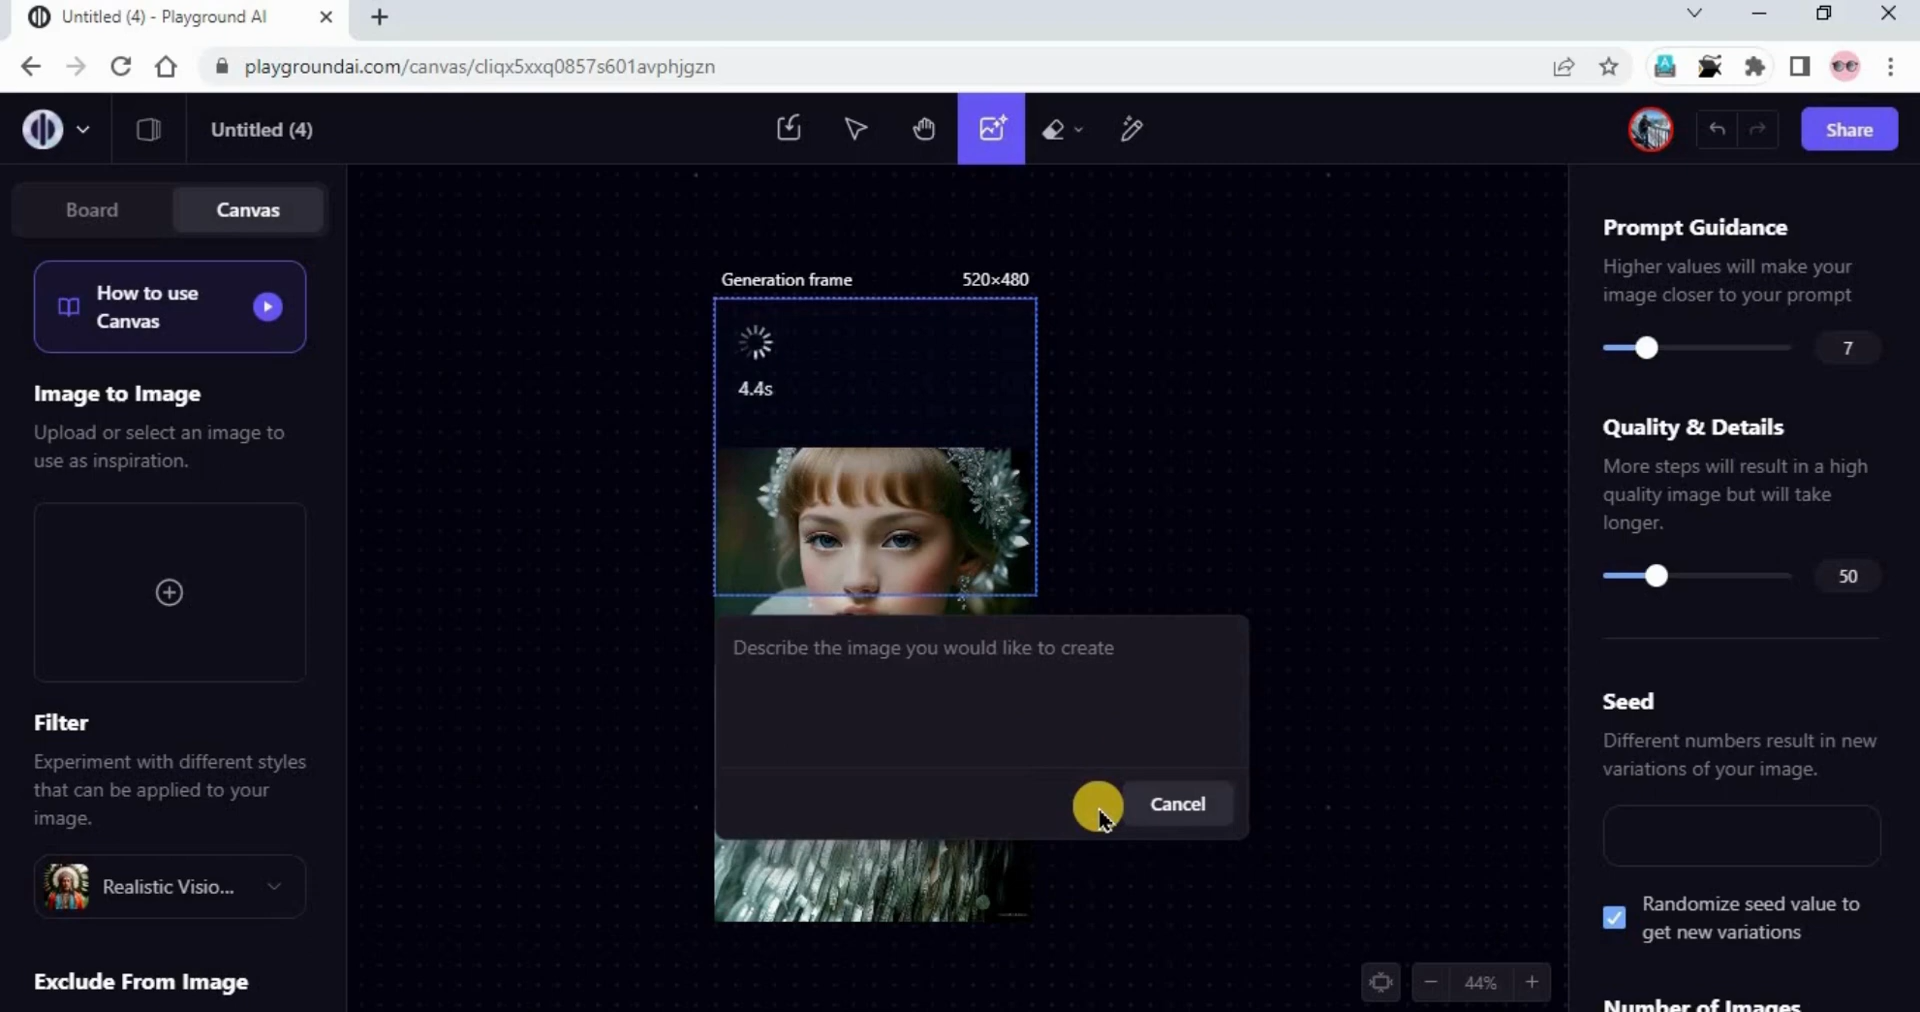 Untitled (4) - Playground AI
playgroundai.com/canvas/cliqx5xxq0857s601avphjgzn
Untitled (4)
Share
Board
Canvas
How to use
Canvas
Image to Image
Upload or select an image to
use as inspiration.
Filter
Experiment with different styles
that can be applied to your
image.
Realistic Visio...
Exclude From Image
Generation frame
520×480
4.4s
Describe the image you would like to create
Cancel
44%
Prompt Guidance
Higher values will make your
image closer to your prompt
7
Quality & Details
More steps will result in a high
quality image but will take
longer.
50
Seed
Different numbers result in new
variations of your image.
Randomize seed value to
get new variations
Number of Images